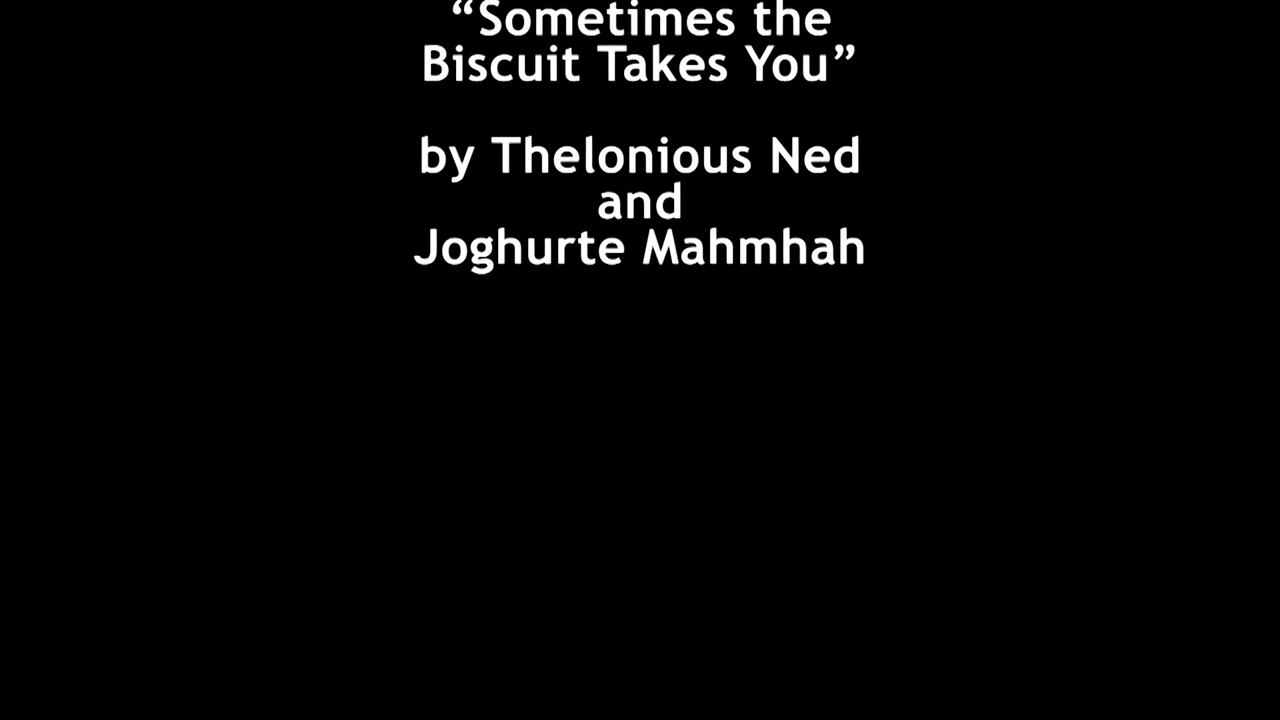 “Sometimes the
Biscuit Takes You”
by Thelonious Ned
and
Joghurte Mahmhah